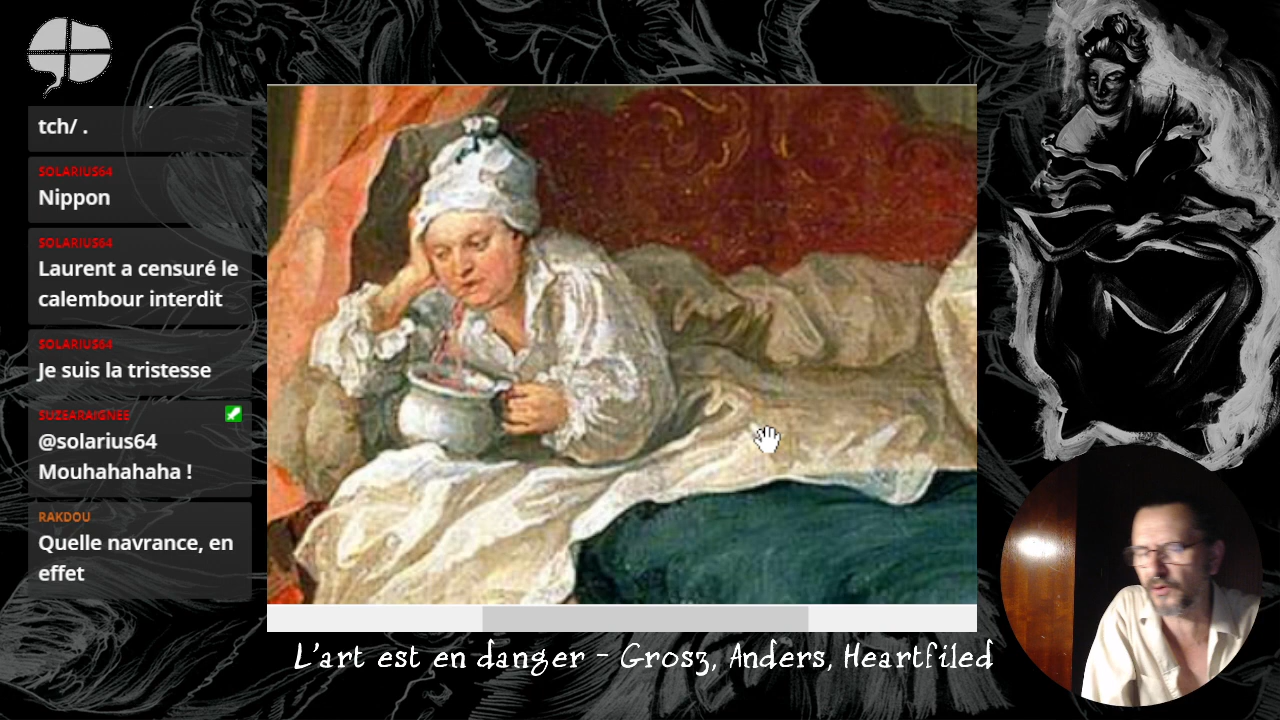 tch/ .
SOLARIUS64
Nippon
SOLARIUS64
Laurent a censuré le
calembour interdit
SOLARIUS64
Je suis la tristesse
SUZEARAIGNEE
@solarius64
Mouhahahaha !
RAKDOU
Quelle navrance, en
effet
L'art est en danger - Grosz, Anders, Heartfiled